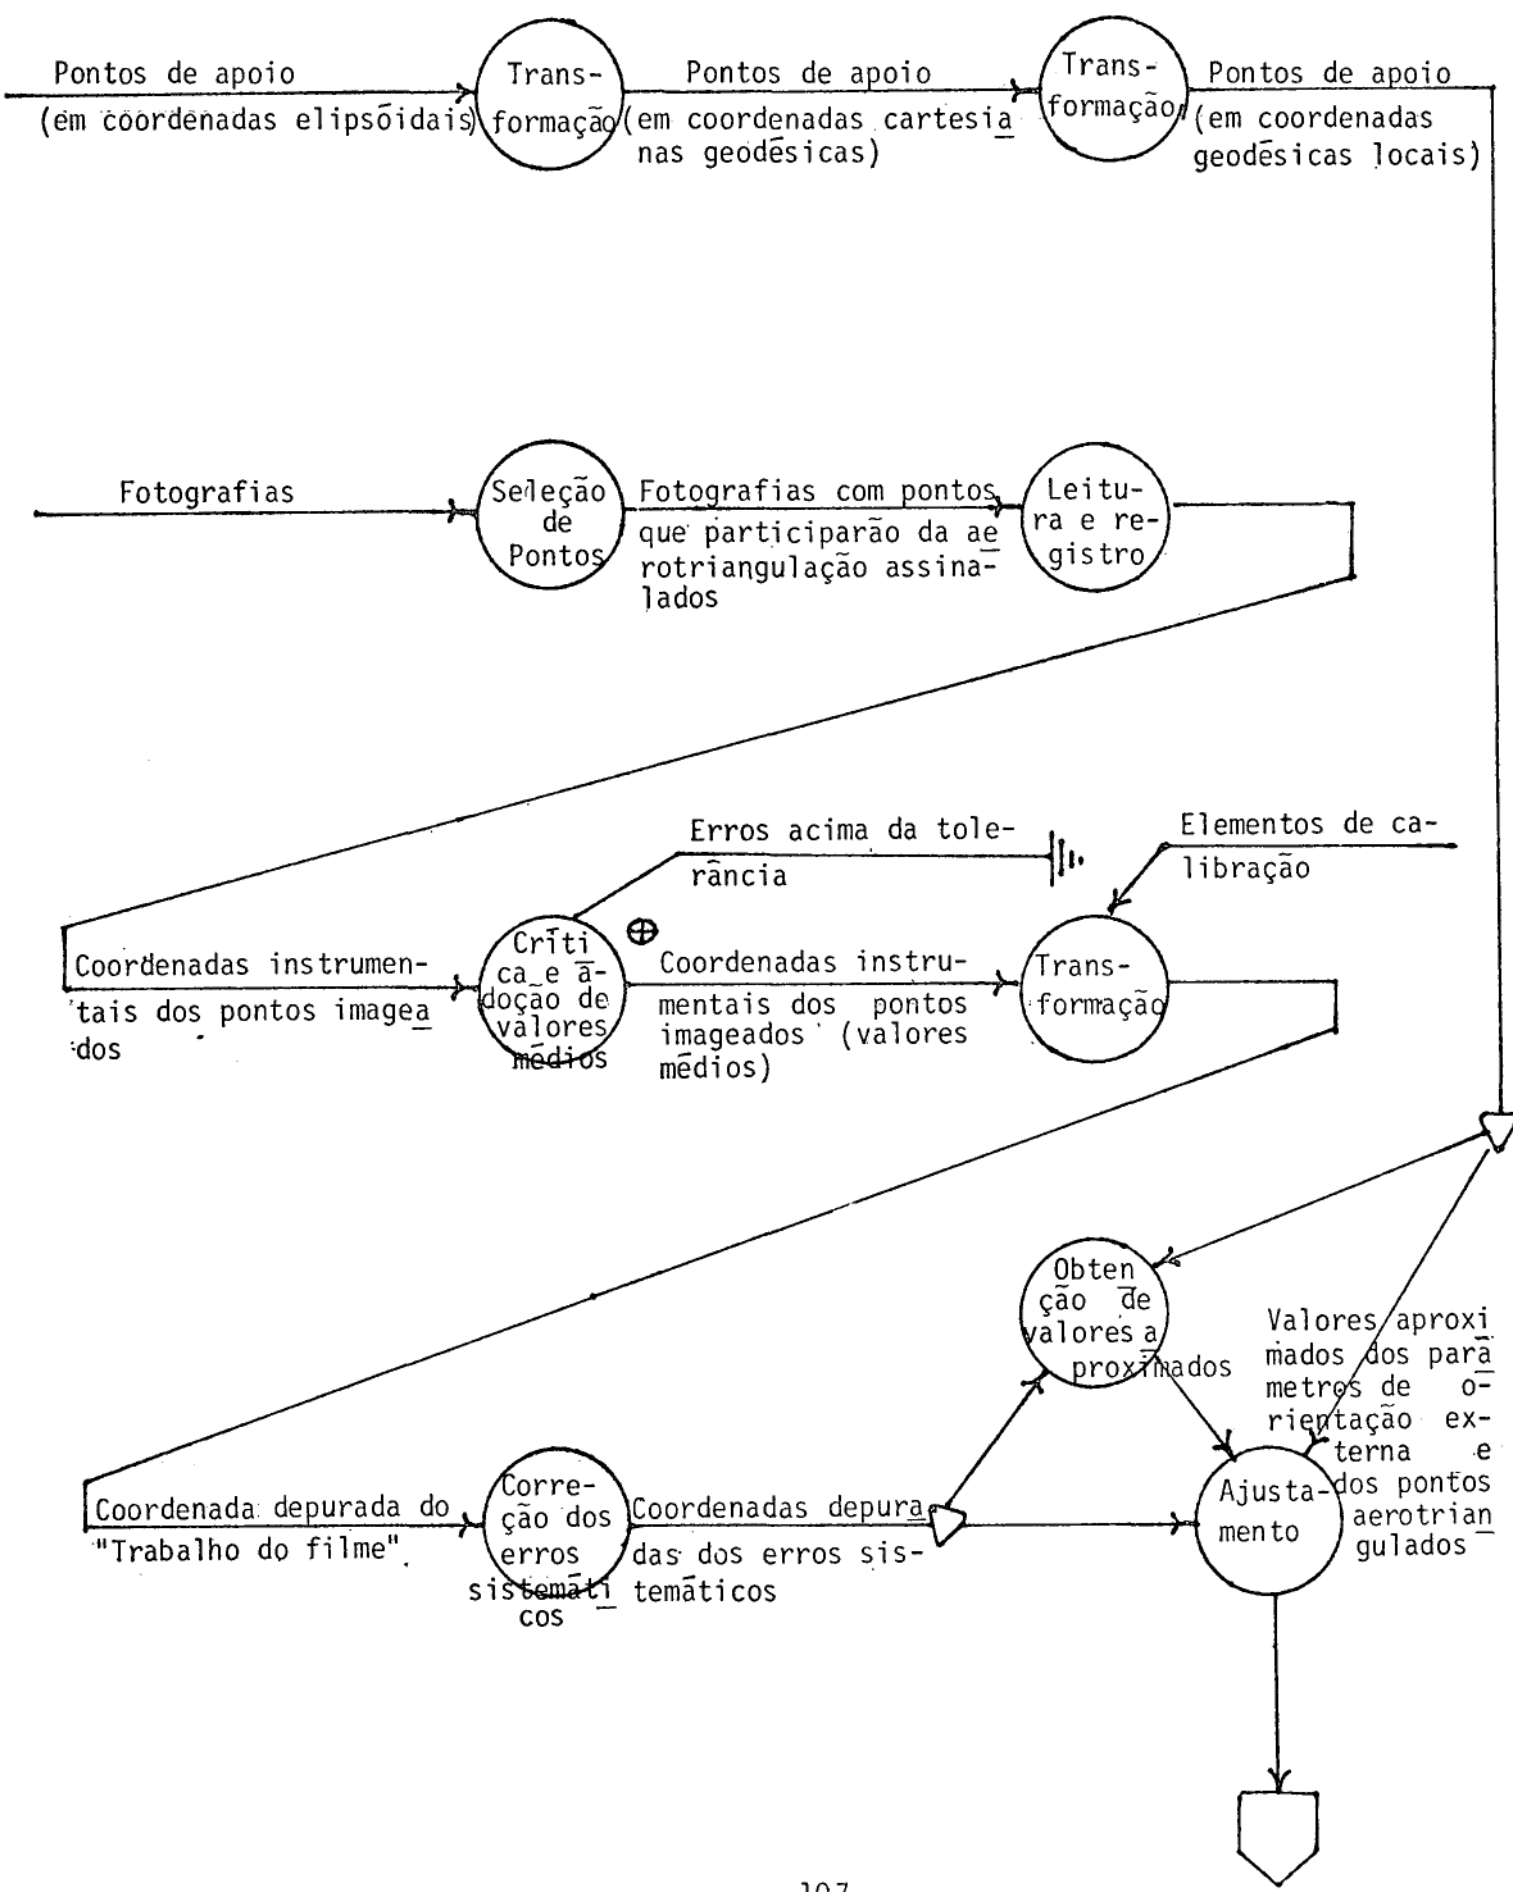 Pontos de apoio
(em coordenadas elipsóidais)
Trans-
formação
Pontos de apoio
(em coordenadas cartesia
nas geodésicas)
Trans-
formação
Pontos de apoio
(em coordenadas
geodésicas locais)
Fotografias
Seleção
de
Pontos
Fotografias com pontos
que participarão da ae
rotriangulação assina-
lados
Leitu-
ra e re-
gistro
Erros acima da tole-
rância
Elementos de ca-
libração
Coordenadas instrumen-
tais dos pontos imagea
dos
Críti
ca e a-
doção de
valores
médios
Coordenadas instru-
mentais dos pontos
imageados (valores
médios)
Trans-
formação
Obten
ção de
valores a
proximados
Valores aproxi
mados dos parâ
metros de o-
rientação ex-
terna e
dos pontos
aerotrian
gulados
Coordenada depurada do
"Trabalho do filme"
Corre-
ção dos
erros
sistemáti
cos
Coordenadas depura
das dos erros sis-
temáticos
Ajusta-
mento
107